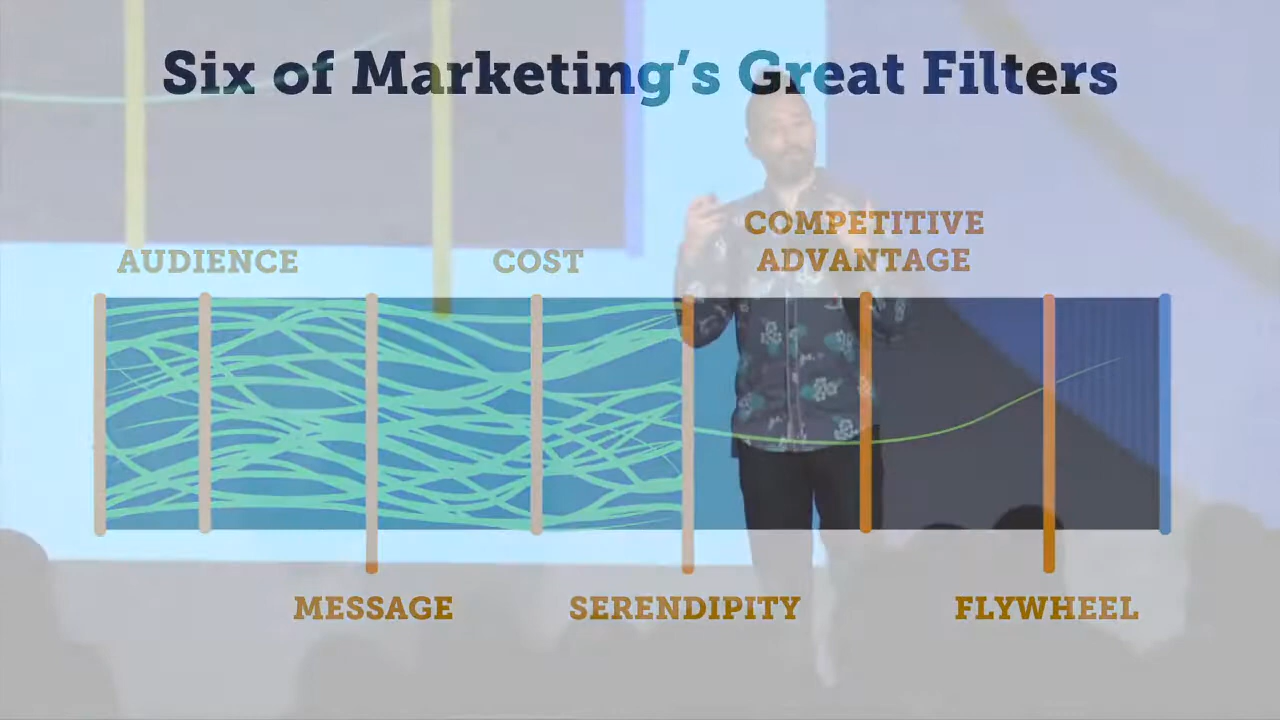 Six of Marketing’s Great Filters
COMPETITIVE
ADVANTAGE
AUDIENCE
COST
MESSAGE
SERENDIPITY
FLYWHEEL